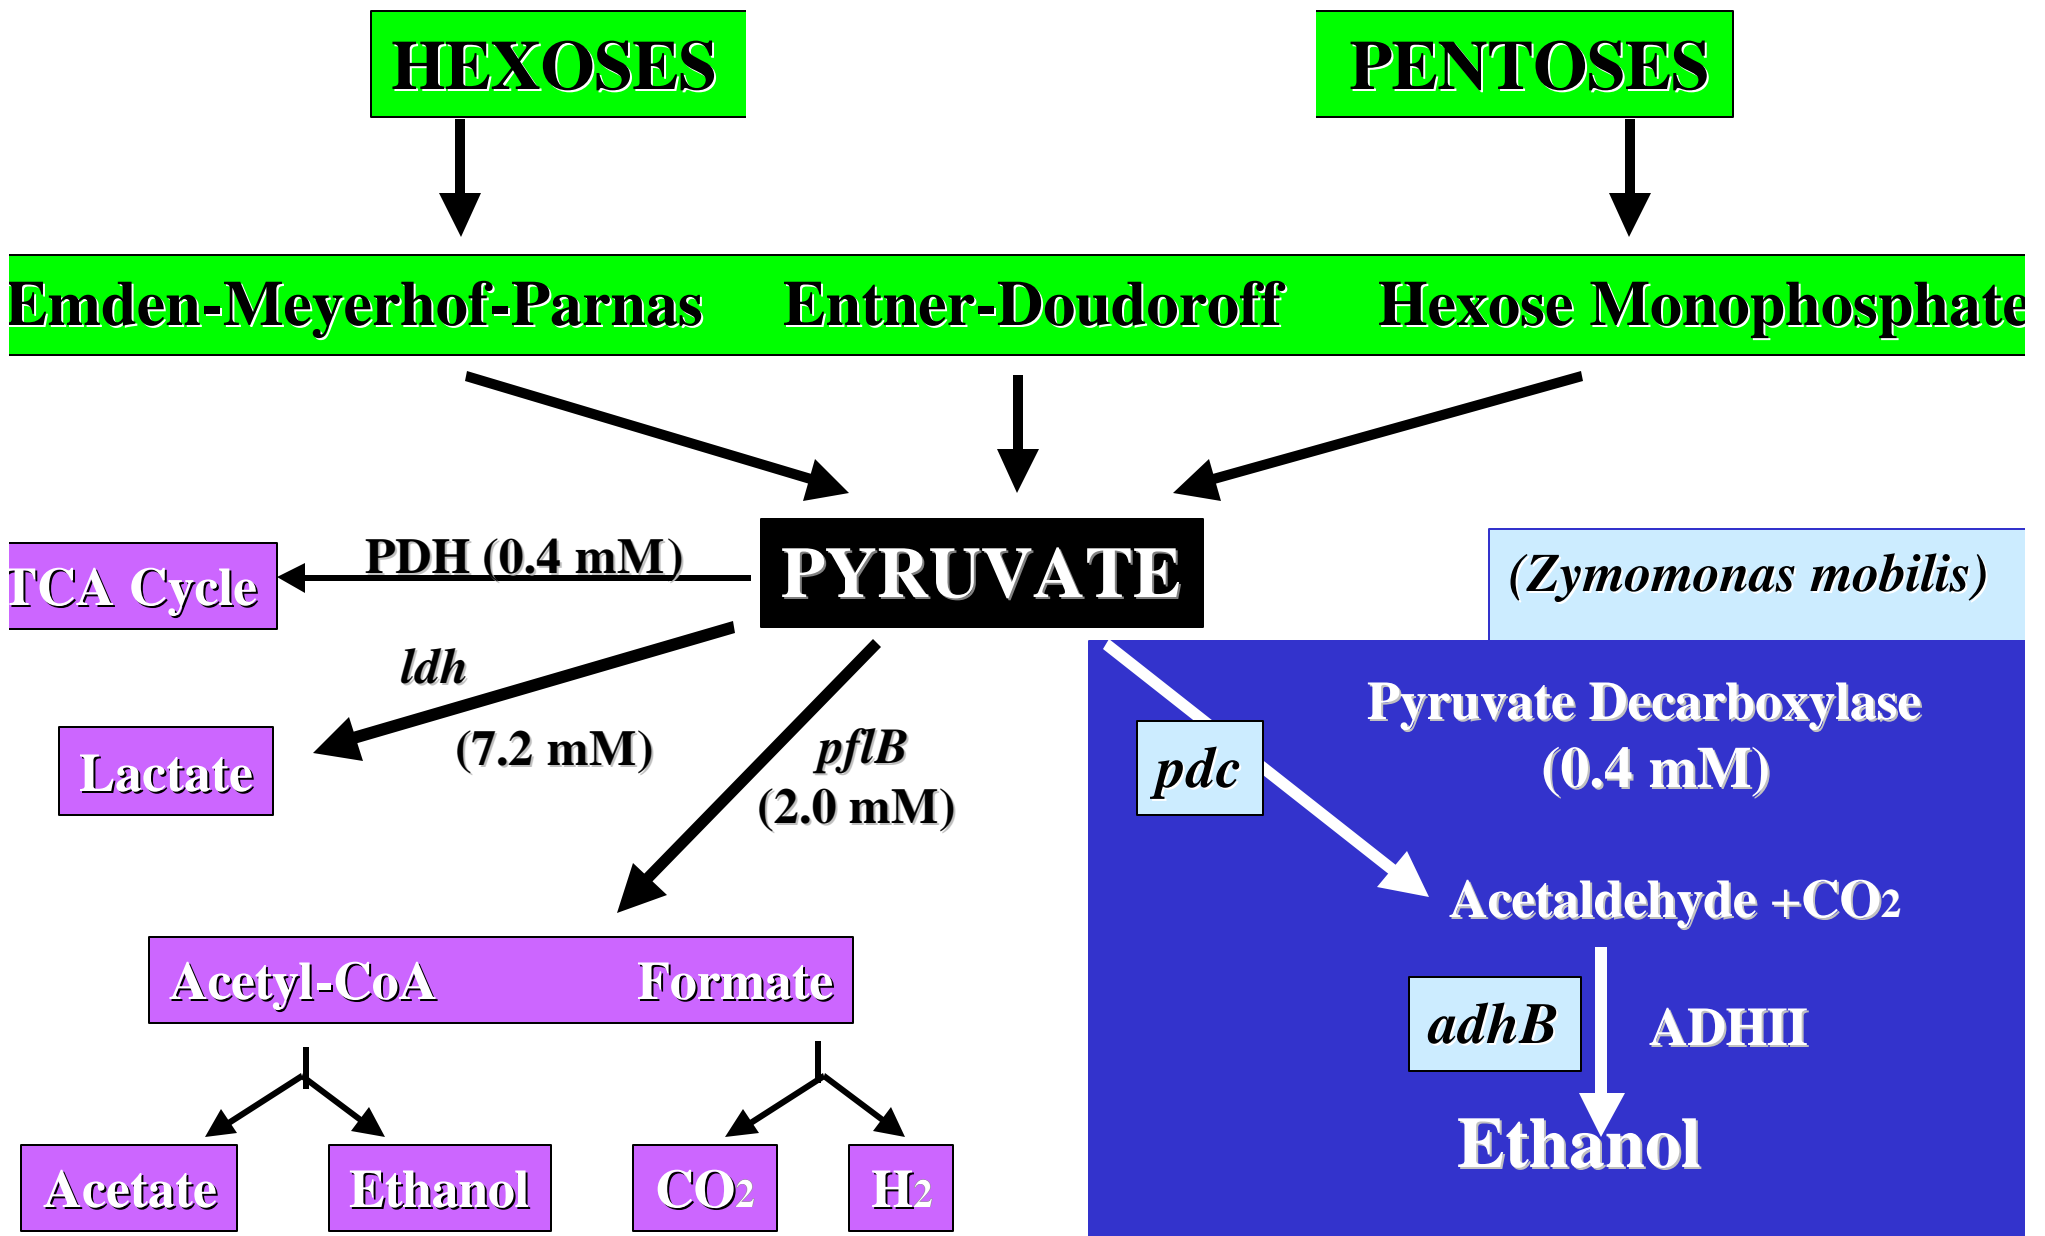 HEXOSES
PENTOSES
Emden-Meyerhof-Parnas
Entner-Doudoroff
Hexose Monophosphate
PYRUVATE
PDH (0.4 mM)
TCA Cycle
(Zymomonas mobilis)
ldh
(7.2 mM)
Lactate
pflB
(2.0 mM)
pdc
Pyruvate Decarboxylase
(0.4 mM)
Acetaldehyde +CO2
Acetyl-CoA
Formate
adhB
ADHII
Ethanol
Acetate
Ethanol
CO2
H2